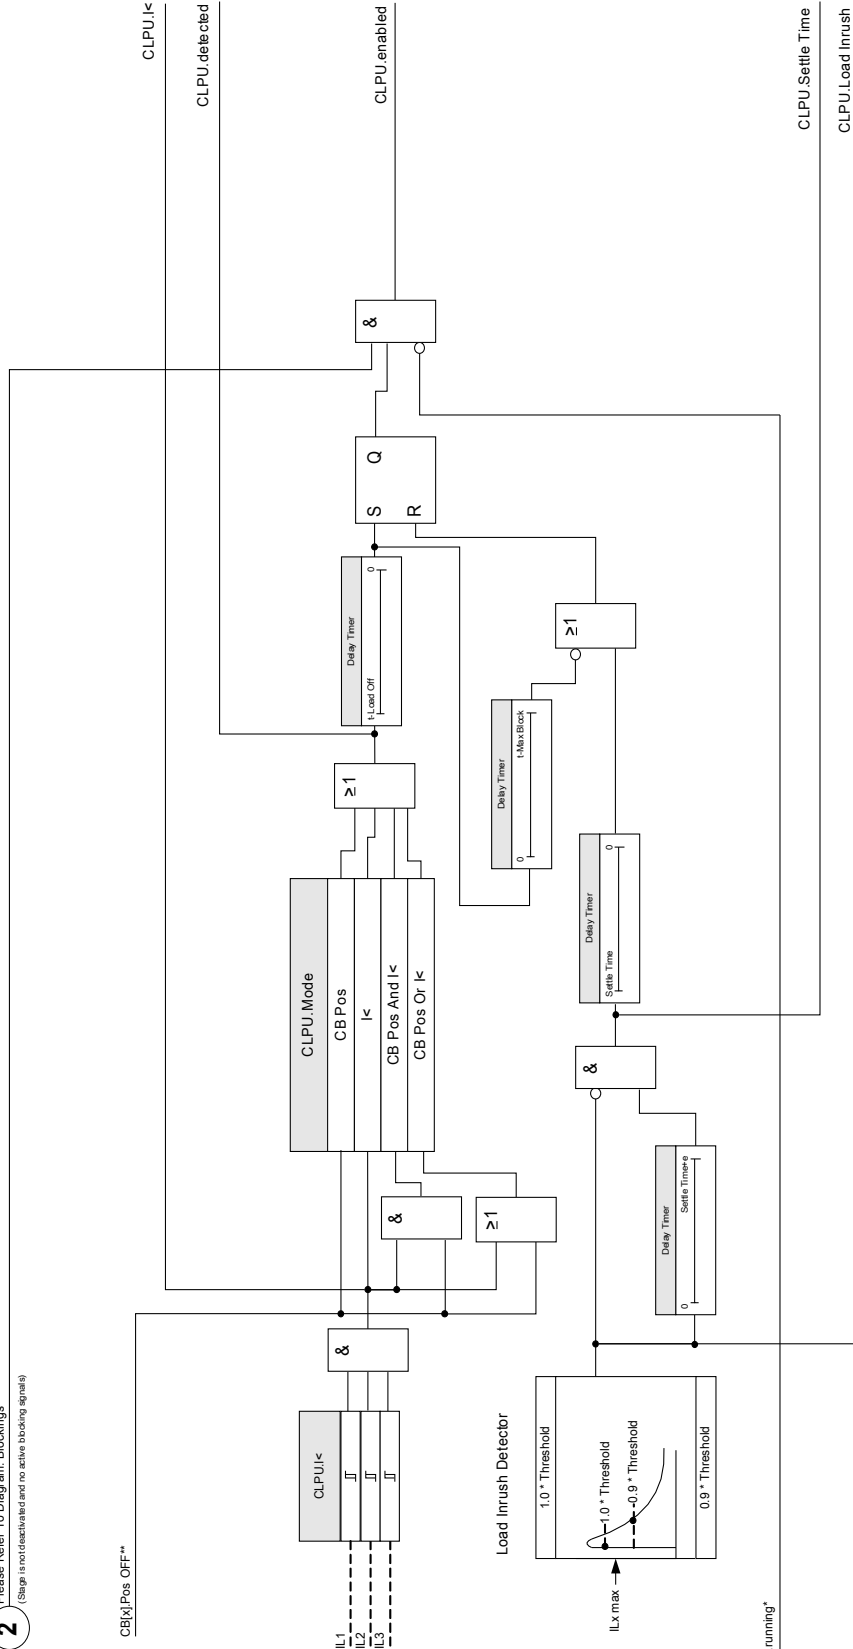 2
Please Refer To Diagram: Blockings
(Stage is not deactivated and no active blocking signals)
CLPU.I<
CLPU.detected
CLPU.enabled
CLPU.Settle Time
CLPU.Load Inrush
CB[x].Pos OFF**
IL1
IL2
IL3
CLPU.I<
&
&
≥1
CLPU.Mode
CB Pos
I<
CB Pos And I<
CB Pos Or I<
≥1
Delay Timer
t-Load Off
0
S
R
Q
&
Delay Timer
0
t-Max Block
≥1
Load Inrush Detector
ILx max
1.0 * Threshold
1.0 * Threshold
0.9 * Threshold
0.9 * Threshold
Delay Timer
0
Settle Time+e
&
Delay Timer
Settle Time
0
running*